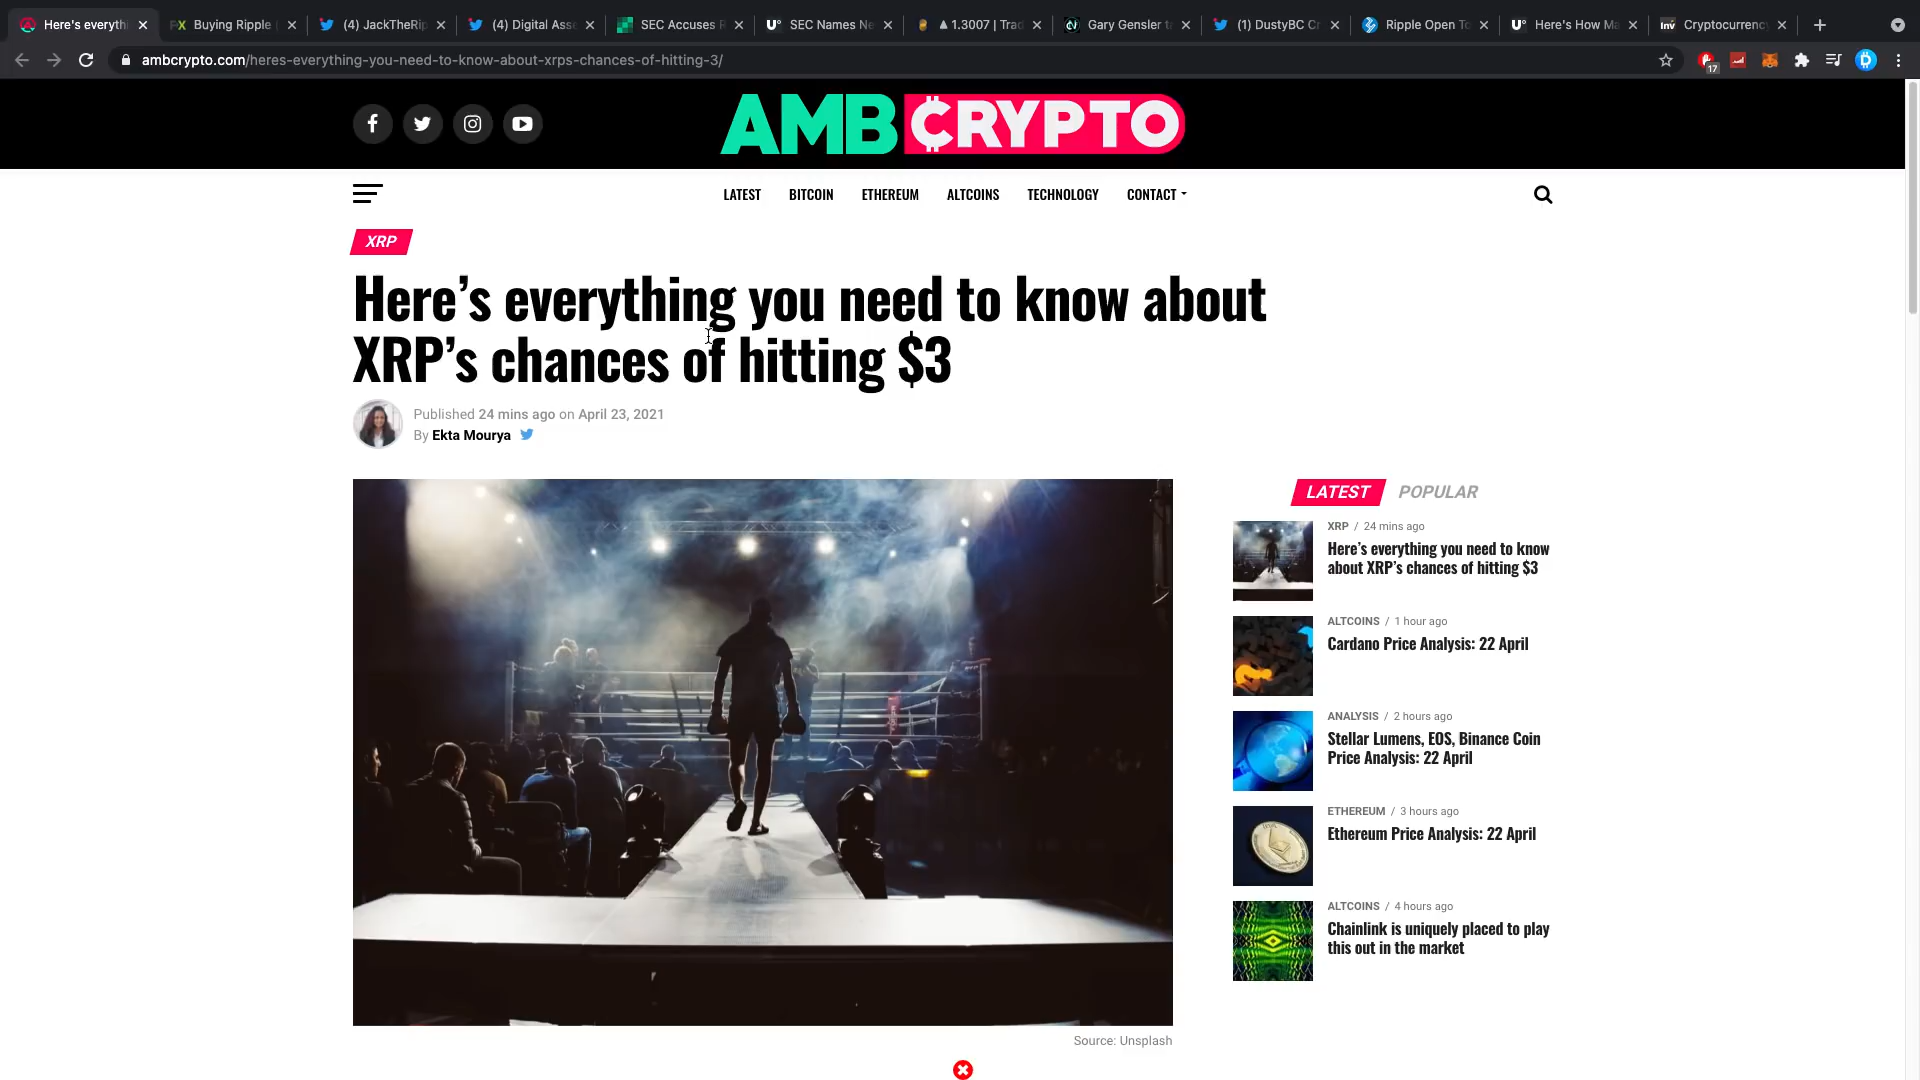 Here's everythi
Buying Ripple
(4) JackTheRip
(4) Digital Asse
SEC Accuses R
SEC Names Ne
▲ 1.3007 | Trad
Gary Gensler ta
(1) DustyBC Cr
Ripple Open To
Here's How Ma
Cryptocurrenc
ambcrypto.com/heres-everything-you-need-to-know-about-xrps-chances-of-hitting-3/
17
AMBCRYPTO
LATEST
BITCOIN
ETHEREUM
ALTCOINS
TECHNOLOGY
CONTACT
XRP
Here’s everything you need to know about
XRP’s chances of hitting $3
Published 24 mins ago on April 23, 2021
By Ekta Mourya
LATEST
POPULAR
XRP / 24 mins ago
Here’s everything you need to know
about XRP’s chances of hitting $3
ALTCOINS / 1 hour ago
Cardano Price Analysis: 22 April
ANALYSIS / 2 hours ago
Stellar Lumens, EOS, Binance Coin
Price Analysis: 22 April
ETHEREUM / 3 hours ago
Ethereum Price Analysis: 22 April
ALTCOINS / 4 hours ago
Chainlink is uniquely placed to play
this out in the market
Source: Unsplash